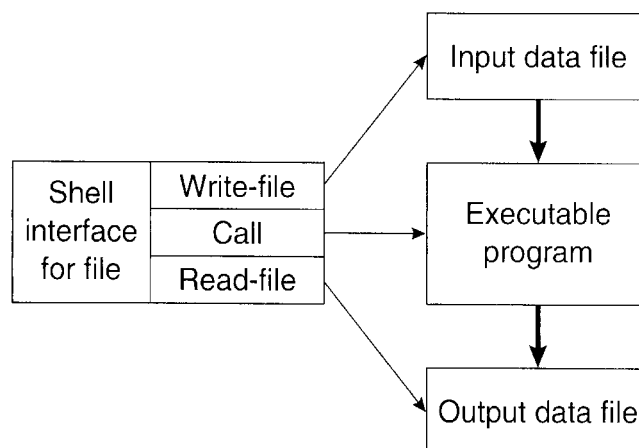 Input data file
Shell
interface
for file
Write-file
Call
Read-file
Executable
program
Output data file